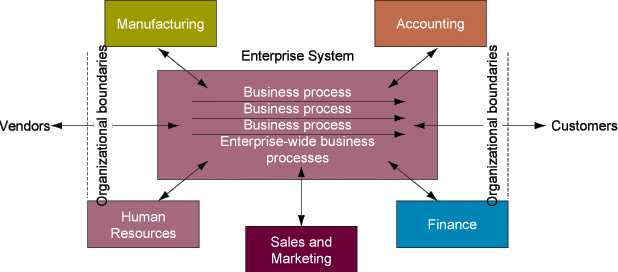 Manufacturing
Accounting
Enterprise System
Organizational boundaries
Organizational boundaries
Business process
Business process
Business process
Enterprise-wide business
processes
Vendors
Customers
Human
Resources
Sales and
Marketing
Finance